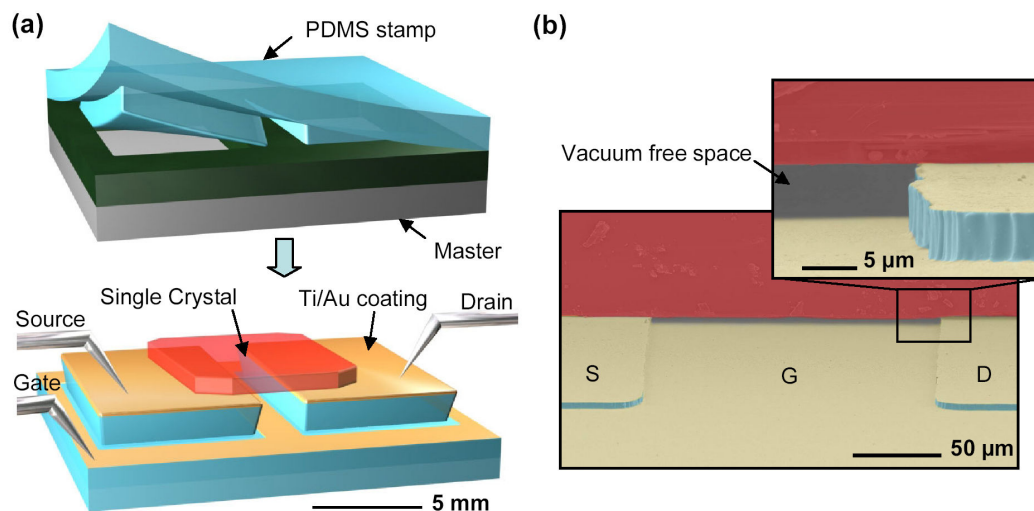 (a)
PDMS stamp
Master
Single Crystal
Ti/Au coating
Drain
Source
Gate
5 mm
(b)
Vacuum free space
5 µm
S
G
D
50 µm